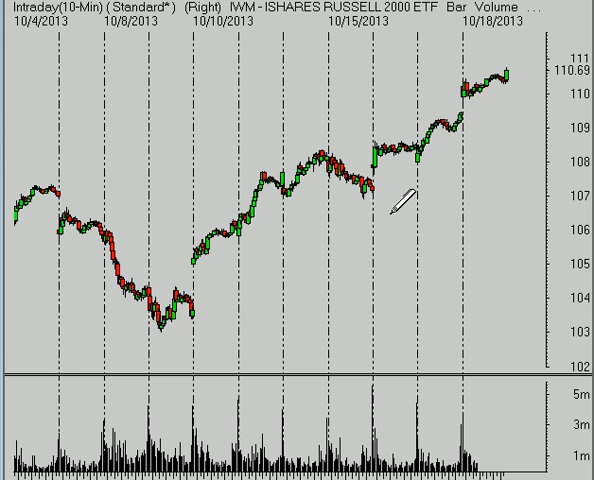 Intraday(10-Min) (Standard*) (Right) IWM - ISHARES RUSSELL 2000 ETF Bar Volume ...
10/4/2013 10/8/2013 10/10/2013 10/15/2013 10/18/2013
111
110.69
110
109
108
107
106
105
104
103
102
5m
3m
1m